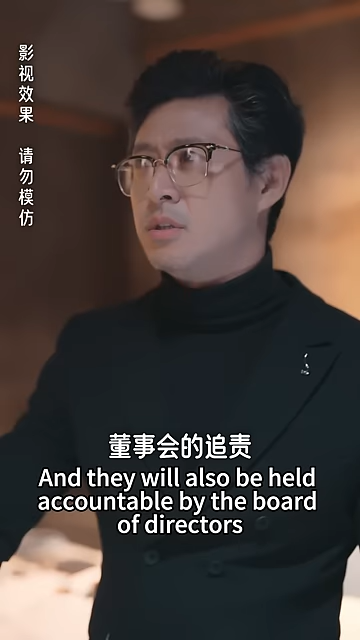 影视效果 请勿模仿
董事会的追责
And they will also be held
accountable by the board
of directors